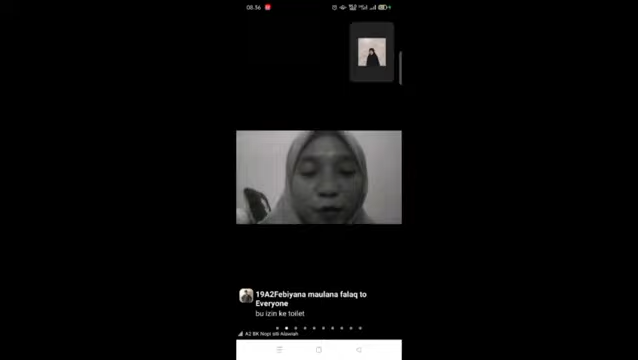 08.36
19A2Febiyana maulana falaq to
Everyone
bu izin ke toilet
A2 BK Nopi siti Alawiah